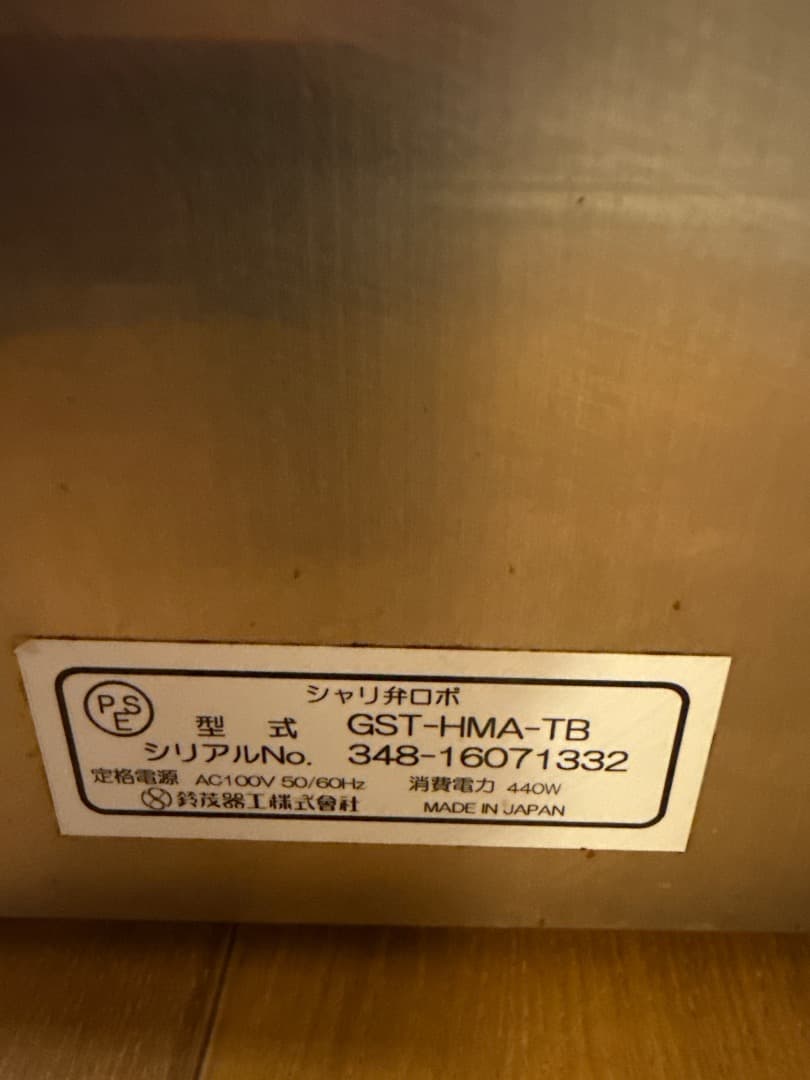 PSE
シャリ弁ロボ
型 式 GST-HMA-TB
シリアルNo. 348-16071332
定格電源 AC100V 50/60Hz 消費電力 440W
鈴茂器工株式會社 MADE IN JAPAN